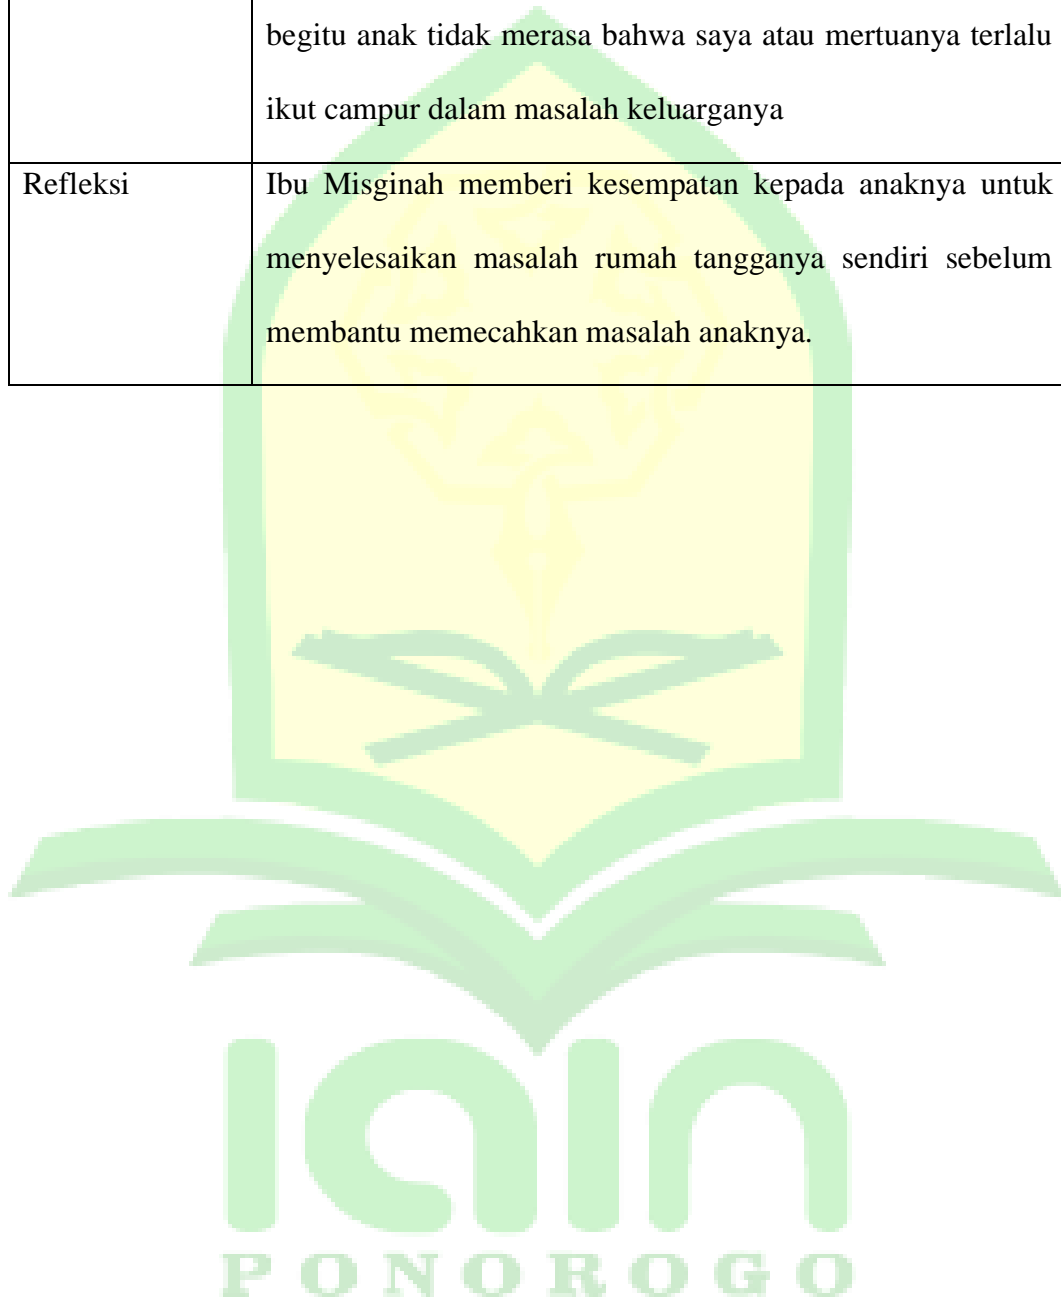 begitu anak tidak merasa bahwa saya atau mertuanya terlalu
ikut campur dalam masalah keluarganya
Refleksi
Ibu Misginah memberi kesempatan kepada anaknya untuk
menyelesaikan masalah rumah tangganya sendiri sebelum
membantu memecahkan masalah anaknya.
iain
PONOROGO